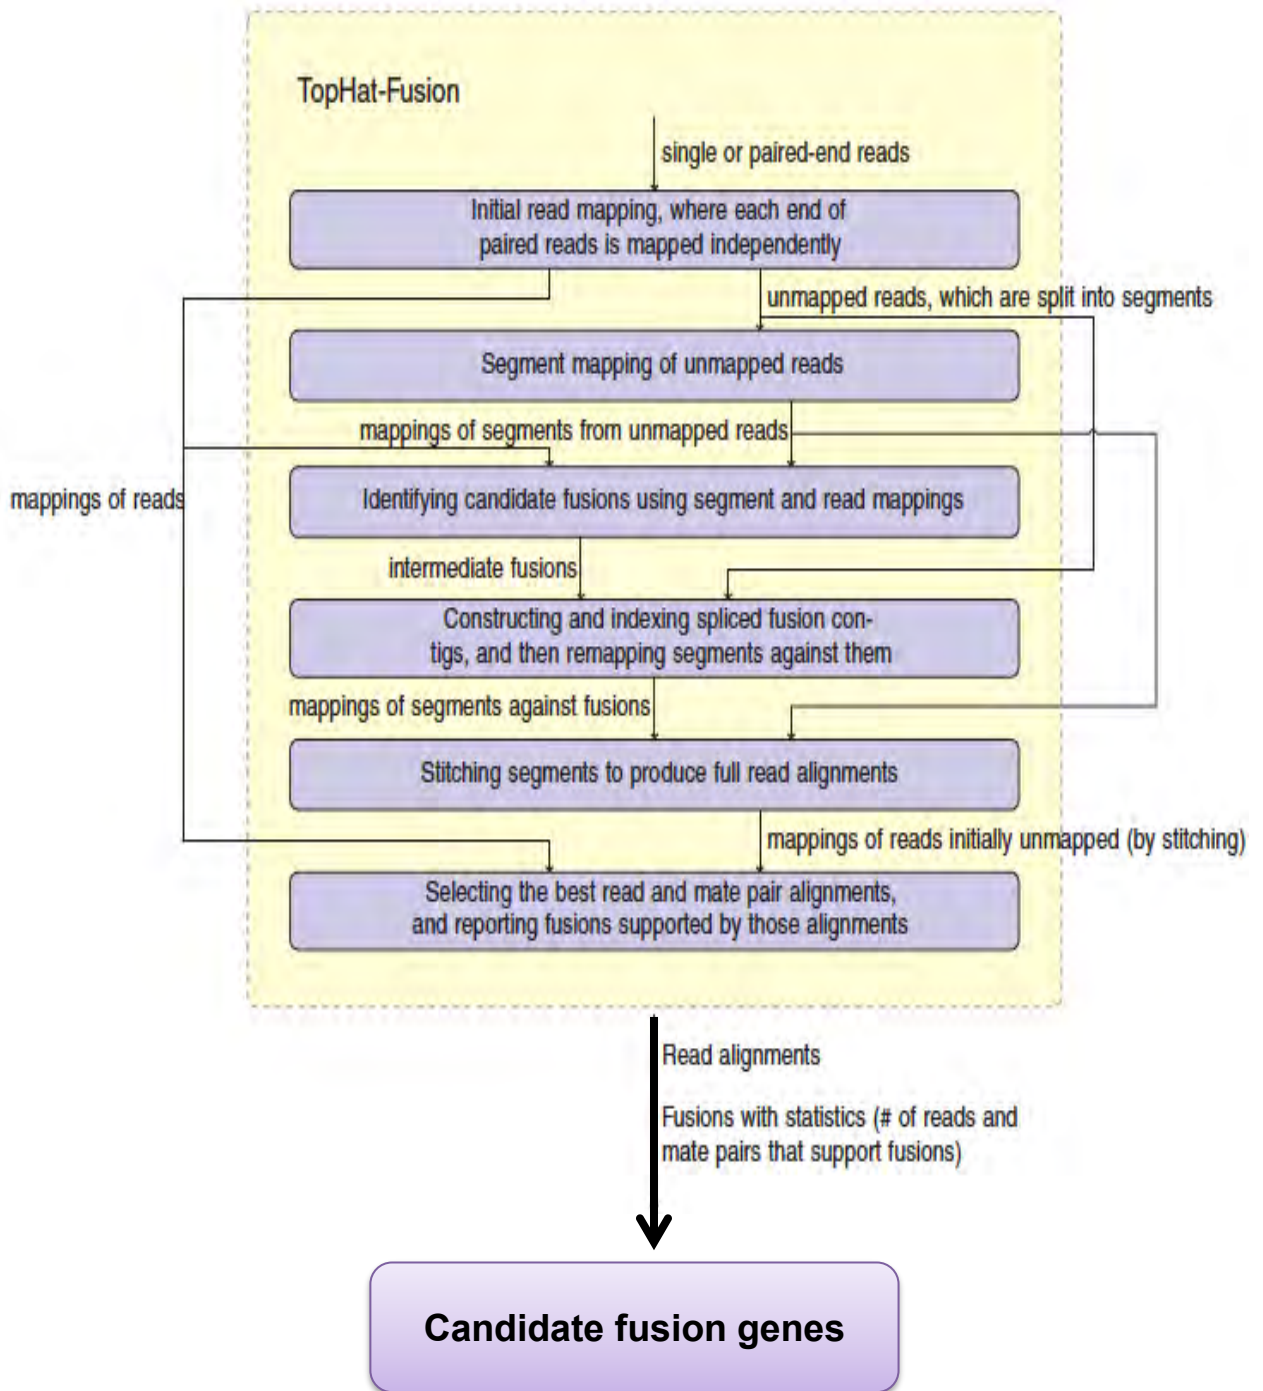 TopHat-Fusion
single or paired-end reads
Initial read mapping, where each end of
paired reads is mapped independently
unmapped reads, which are split into segments
Segment mapping of unmapped reads
mappings of segments from unmapped reads
mappings of reads
Identifying candidate fusions using segment and read mappings
intermediate fusions
Constructing and indexing spliced fusion con-
tigs, and then remapping segments against them
mappings of segments against fusions
Stitching segments to produce full read alignments
mappings of reads initially unmapped (by stitching)
Selecting the best read and mate pair alignments,
and reporting fusions supported by those alignments
Read alignments
Fusions with statistics (# of reads and
mate pairs that support fusions)
Candidate fusion genes